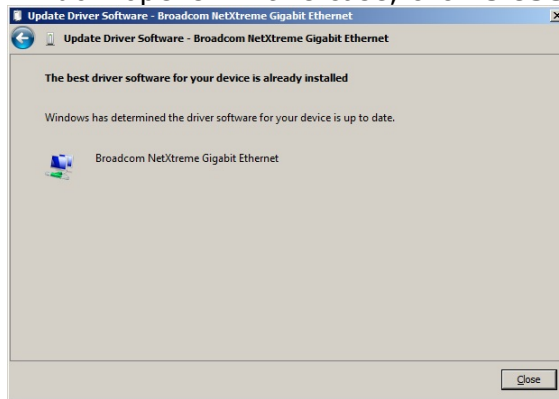 Update Driver Software - Broadcom NetXtreme Gigabit Ethernet
Update Driver Software - Broadcom NetXtreme Gigabit Ethernet
The best driver software for your device is already installed
Windows has determined the driver software for your device is up to date.
Broadcom NetXtreme Gigabit Ethernet
Close